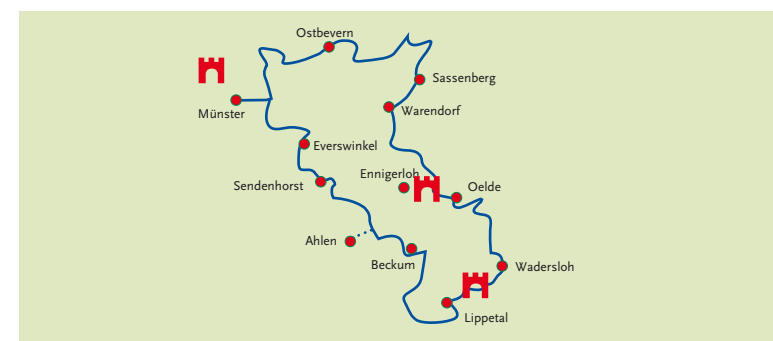 Ostbevern
Sassenberg
Münster
Warendorf
Everswinkel
Ennigerloh
Sendenhorst
Oelde
Ahlen
Beckum
Wadersloh
Lippetal